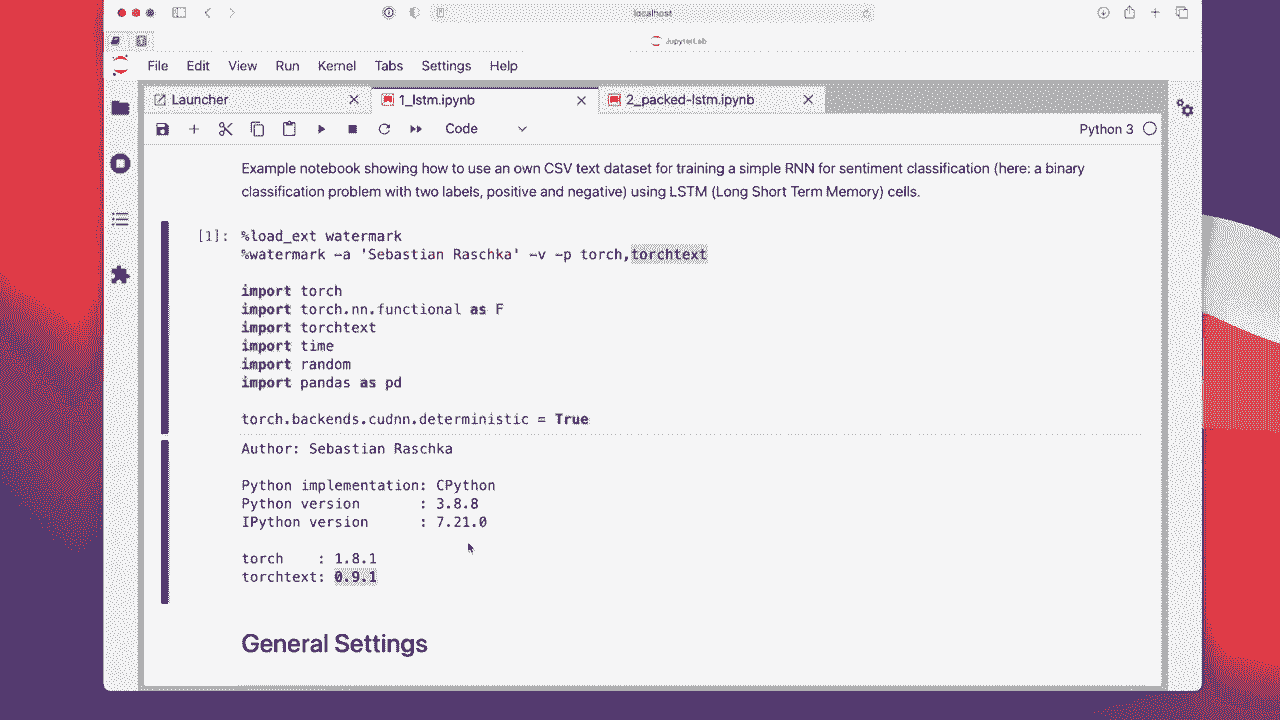 localhost
JupyterLab
File Edit View Run Kernel Tabs Settings Help
Launcher 1_lstm.ipynb 2_packed-lstm.ipynb
Code Python 3
Example notebook showing how to use an own CSV text dataset for training a simple RNN for sentiment classification (here: a binary
classification problem with two labels, positive and negative) using LSTM (Long Short Term Memory) cells.
[1]: %load_ext watermark
%watermark -a 'Sebastian Raschka' -v -p torch,torchtext
import torch
import torch.nn.functional as F
import torchtext
import time
import random
import pandas as pd
torch.backends.cudnn.deterministic = True
Author: Sebastian Raschka
Python implementation: CPython
Python version : 3.8.8
IPython version : 7.21.0
torch : 1.8.1
torchtext: 0.9.1
General Settings